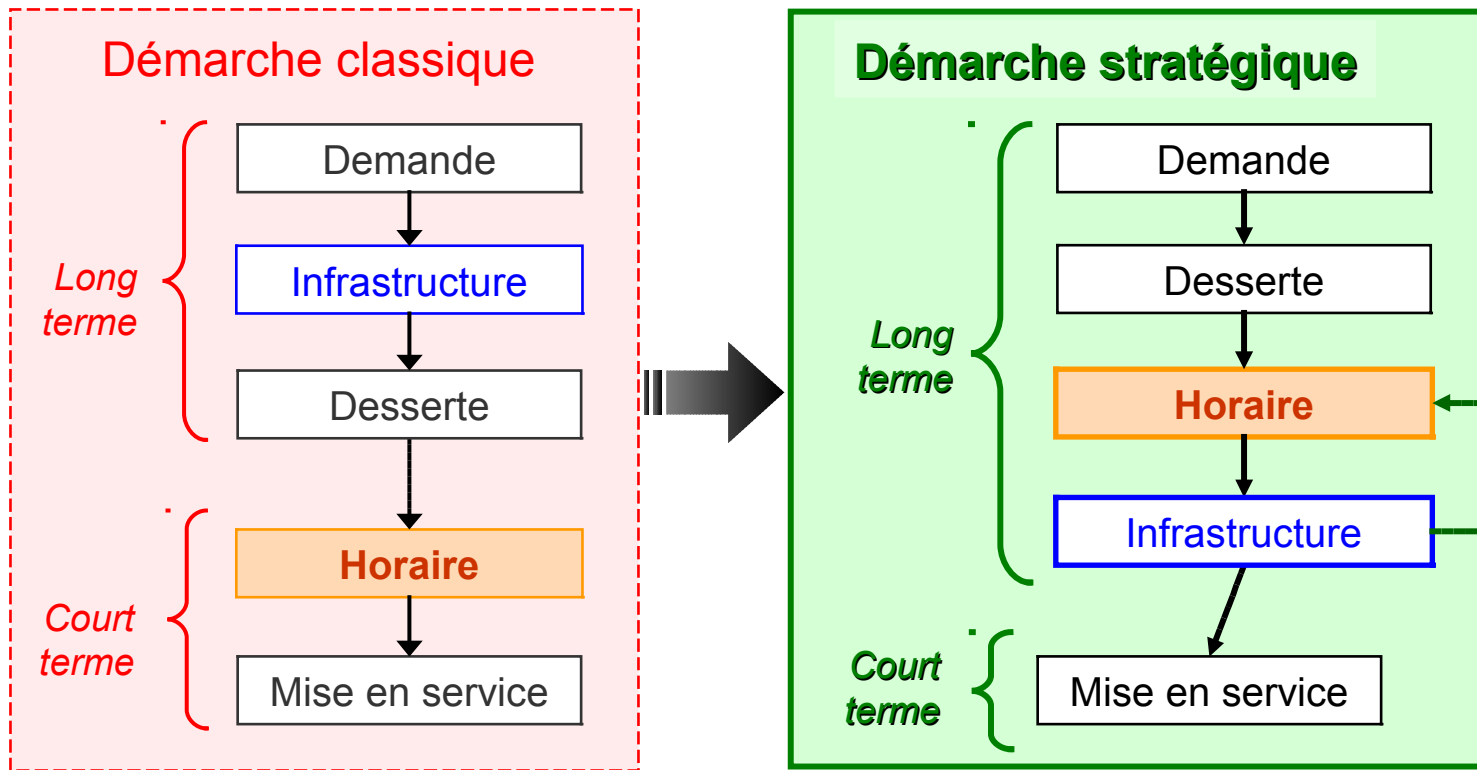 Démarche classique
Demande
Infrastructure
Long
terme
Desserte
Horaire
Court
terme
Mise en service
Démarche stratégique
Demande
Desserte
Long
terme
Horaire
Infrastructure
Court
terme
Mise en service